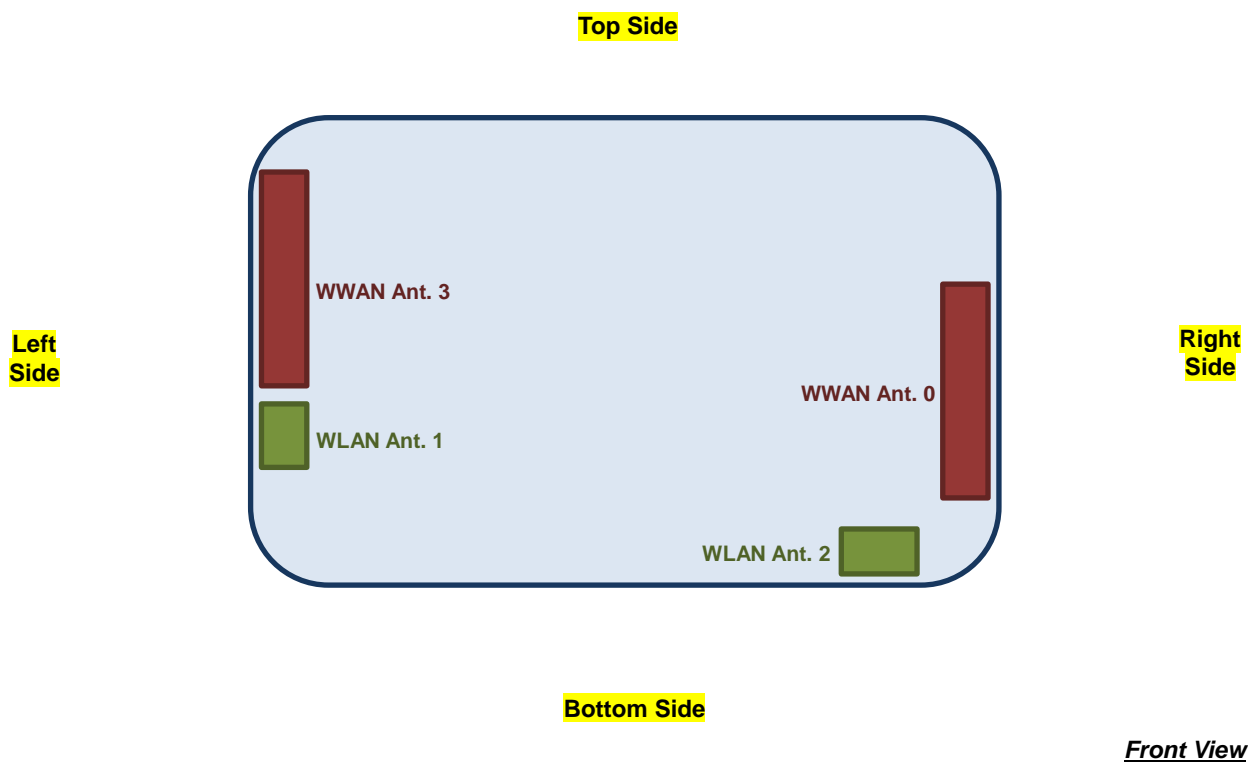 Top Side
WWAN Ant. 3
Left
Side
Right
Side
WWAN Ant. 0
WLAN Ant. 1
WLAN Ant. 2
Bottom Side
Front View